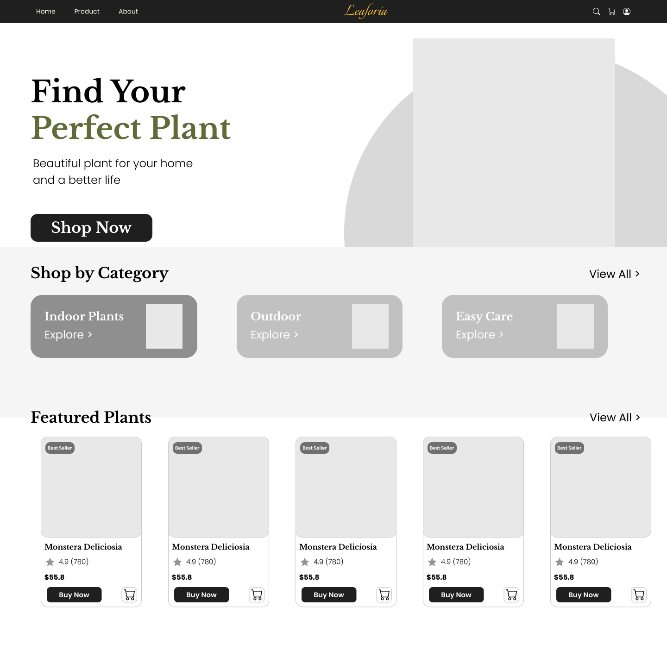 Home Product About Leaforia
Find Your
Perfect Plant
Beautiful plant for your home
and a better life
Shop Now
Shop by Category View All >
Indoor Plants Outdoor Easy Care
Explore > Explore > Explore >
Featured Plants View All >
Best Seller Best Seller Best Seller Best Seller Best Seller
Monstera Deliciosia Monstera Deliciosia Monstera Deliciosia Monstera Deliciosia Monstera Deliciosia
4.9 (780) 4.9 (780) 4.9 (780) 4.9 (780) 4.9 (780)
$55.8 $55.8 $55.8 $55.8 $55.8
Buy Now Buy Now Buy Now Buy Now Buy Now